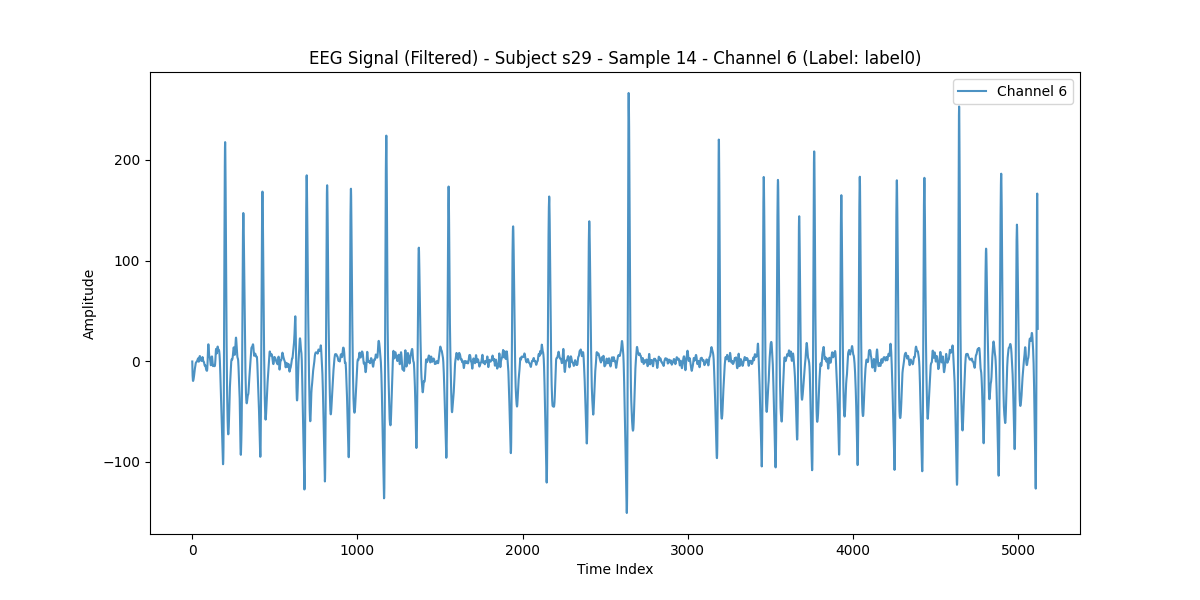 EEG Signal (Filtered) - Subject s29 - Sample 14 - Channel 6 (Label: label0)
Channel 6
200
100
0
−100
Amplitude
0 1000 2000 3000 4000 5000
Time Index